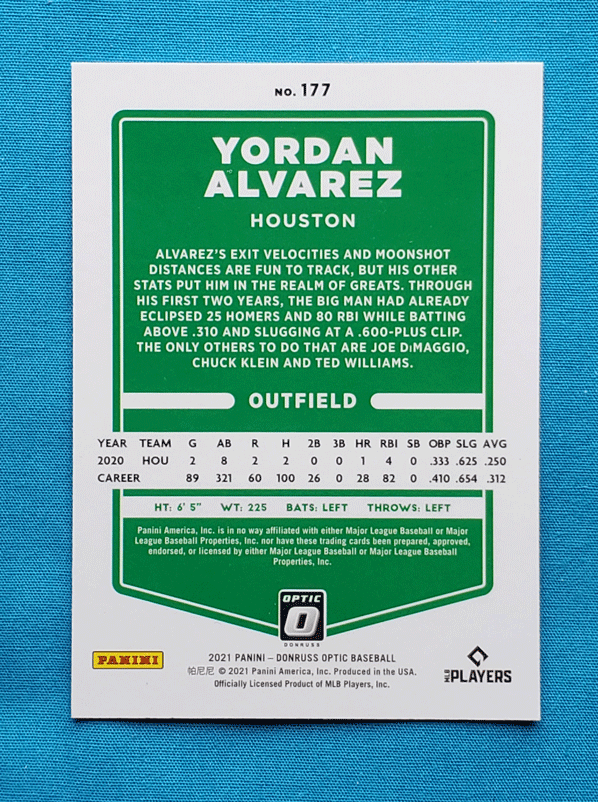 NO. 177
YORDAN
ALVAREZ
HOUSTON
ALVAREZ'S EXIT VELOCITIES AND MOONSHOT
DISTANCES ARE FUN TO TRACK, BUT HIS OTHER
STATS PUT HIM IN THE REALM OF GREATS. THROUGH
HIS FIRST TWO YEARS, THE BIG MAN HAD ALREADY
ECLIPSED 25 HOMERS AND 80 RBI WHILE BATTING
ABOVE .310 AND SLUGGING AT A .600-PLUS CLIP.
THE ONLY OTHERS TO DO THAT ARE JOE DiMAGGIO,
CHUCK KLEIN AND TED WILLIAMS.
OUTFIELD
YEAR TEAM G AB R H 2B 3B HR RBI SB OBP SLG AVG
2020 HOU 2 8 2 2 0 0 1 4 0 .333 .625 .250
CAREER 89 321 60 100 26 0 28 82 0 .410 .654 .312
HT: 6' 5" WT: 225 BATS: LEFT THROWS: LEFT
Panini America, Inc. is in no way affiliated with either Major League Baseball or Major
League Baseball Properties, Inc. nor have these trading cards been prepared, approved,
endorsed, or licensed by either Major League Baseball or Major League Baseball
Properties, Inc.
OPTIC
O
DONRUSS
PANINI
2021 PANINI – DONRUSS OPTIC BASEBALL
帕尼尼 © 2021 Panini America, Inc. Produced in the USA.
Officially Licensed Product of MLB Players, Inc.
MLB PLAYERS